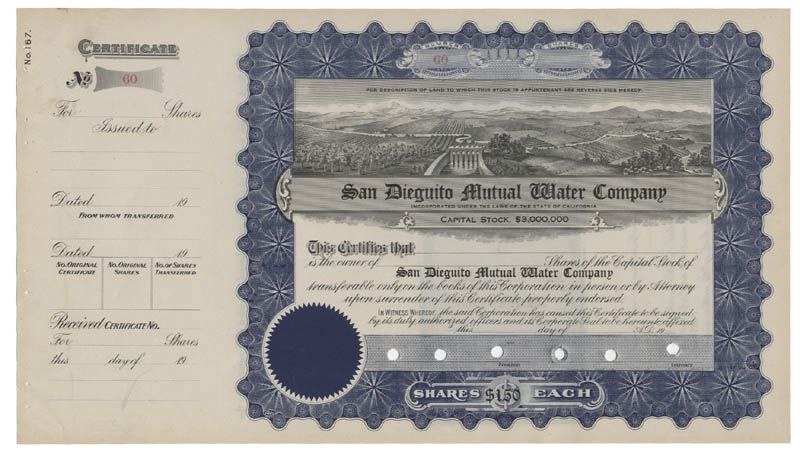 No. 167.
CERTIFICATE
No 60
For Shares
Issued to
Dated 19
FROM WHOM TRANSFERRED
Dated 19
NO. ORIGINAL CERTIFICATE NO. ORIGINAL SHARES NO. OF SHARES TRANSFERRED
Received CERTIFICATE NO.
For Shares
this day of 19
NUMBER SHARES
60
FOR DESCRIPTION OF LAND TO WHICH THIS STOCK IS APPURTENANT SEE REVERSE SIDE HEREOF.
San Dieguito Mutual Water Company
INCORPORATED UNDER THE LAWS OF THE STATE OF CALIFORNIA
CAPITAL STOCK, $3,000,000
This Certifies that
is the owner of Shares of the Capital Stock of
San Dieguito Mutual Water Company
transferable only on the books of this Corporation in person or by Attorney
upon surrender of this Certificate properly endorsed.
IN WITNESS WHEREOF, the said Corporation has caused this Certificate to be signed
by its duly authorized officers and its Corporate Seal to be hereunto affixed
this day of A.D. 19
PRESIDENT SECRETARY
SHARES $150 EACH